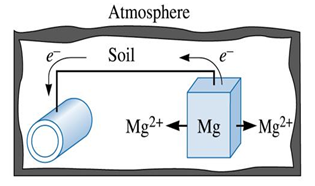 Atmosphere
e⁻ Soil e⁻
Mg²⁺ Mg Mg²⁺